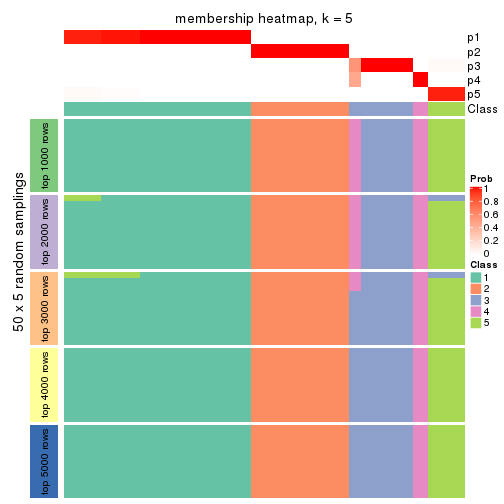 membership heatmap, k = 5
p1
p2
p3
p4
p5
Class
50 x 5 random samplings
top 1000 rows
top 2000 rows
top 3000 rows
top 4000 rows
top 5000 rows
Prob
1
0.8
0.6
0.4
0.2
0
Class
1
2
3
4
5